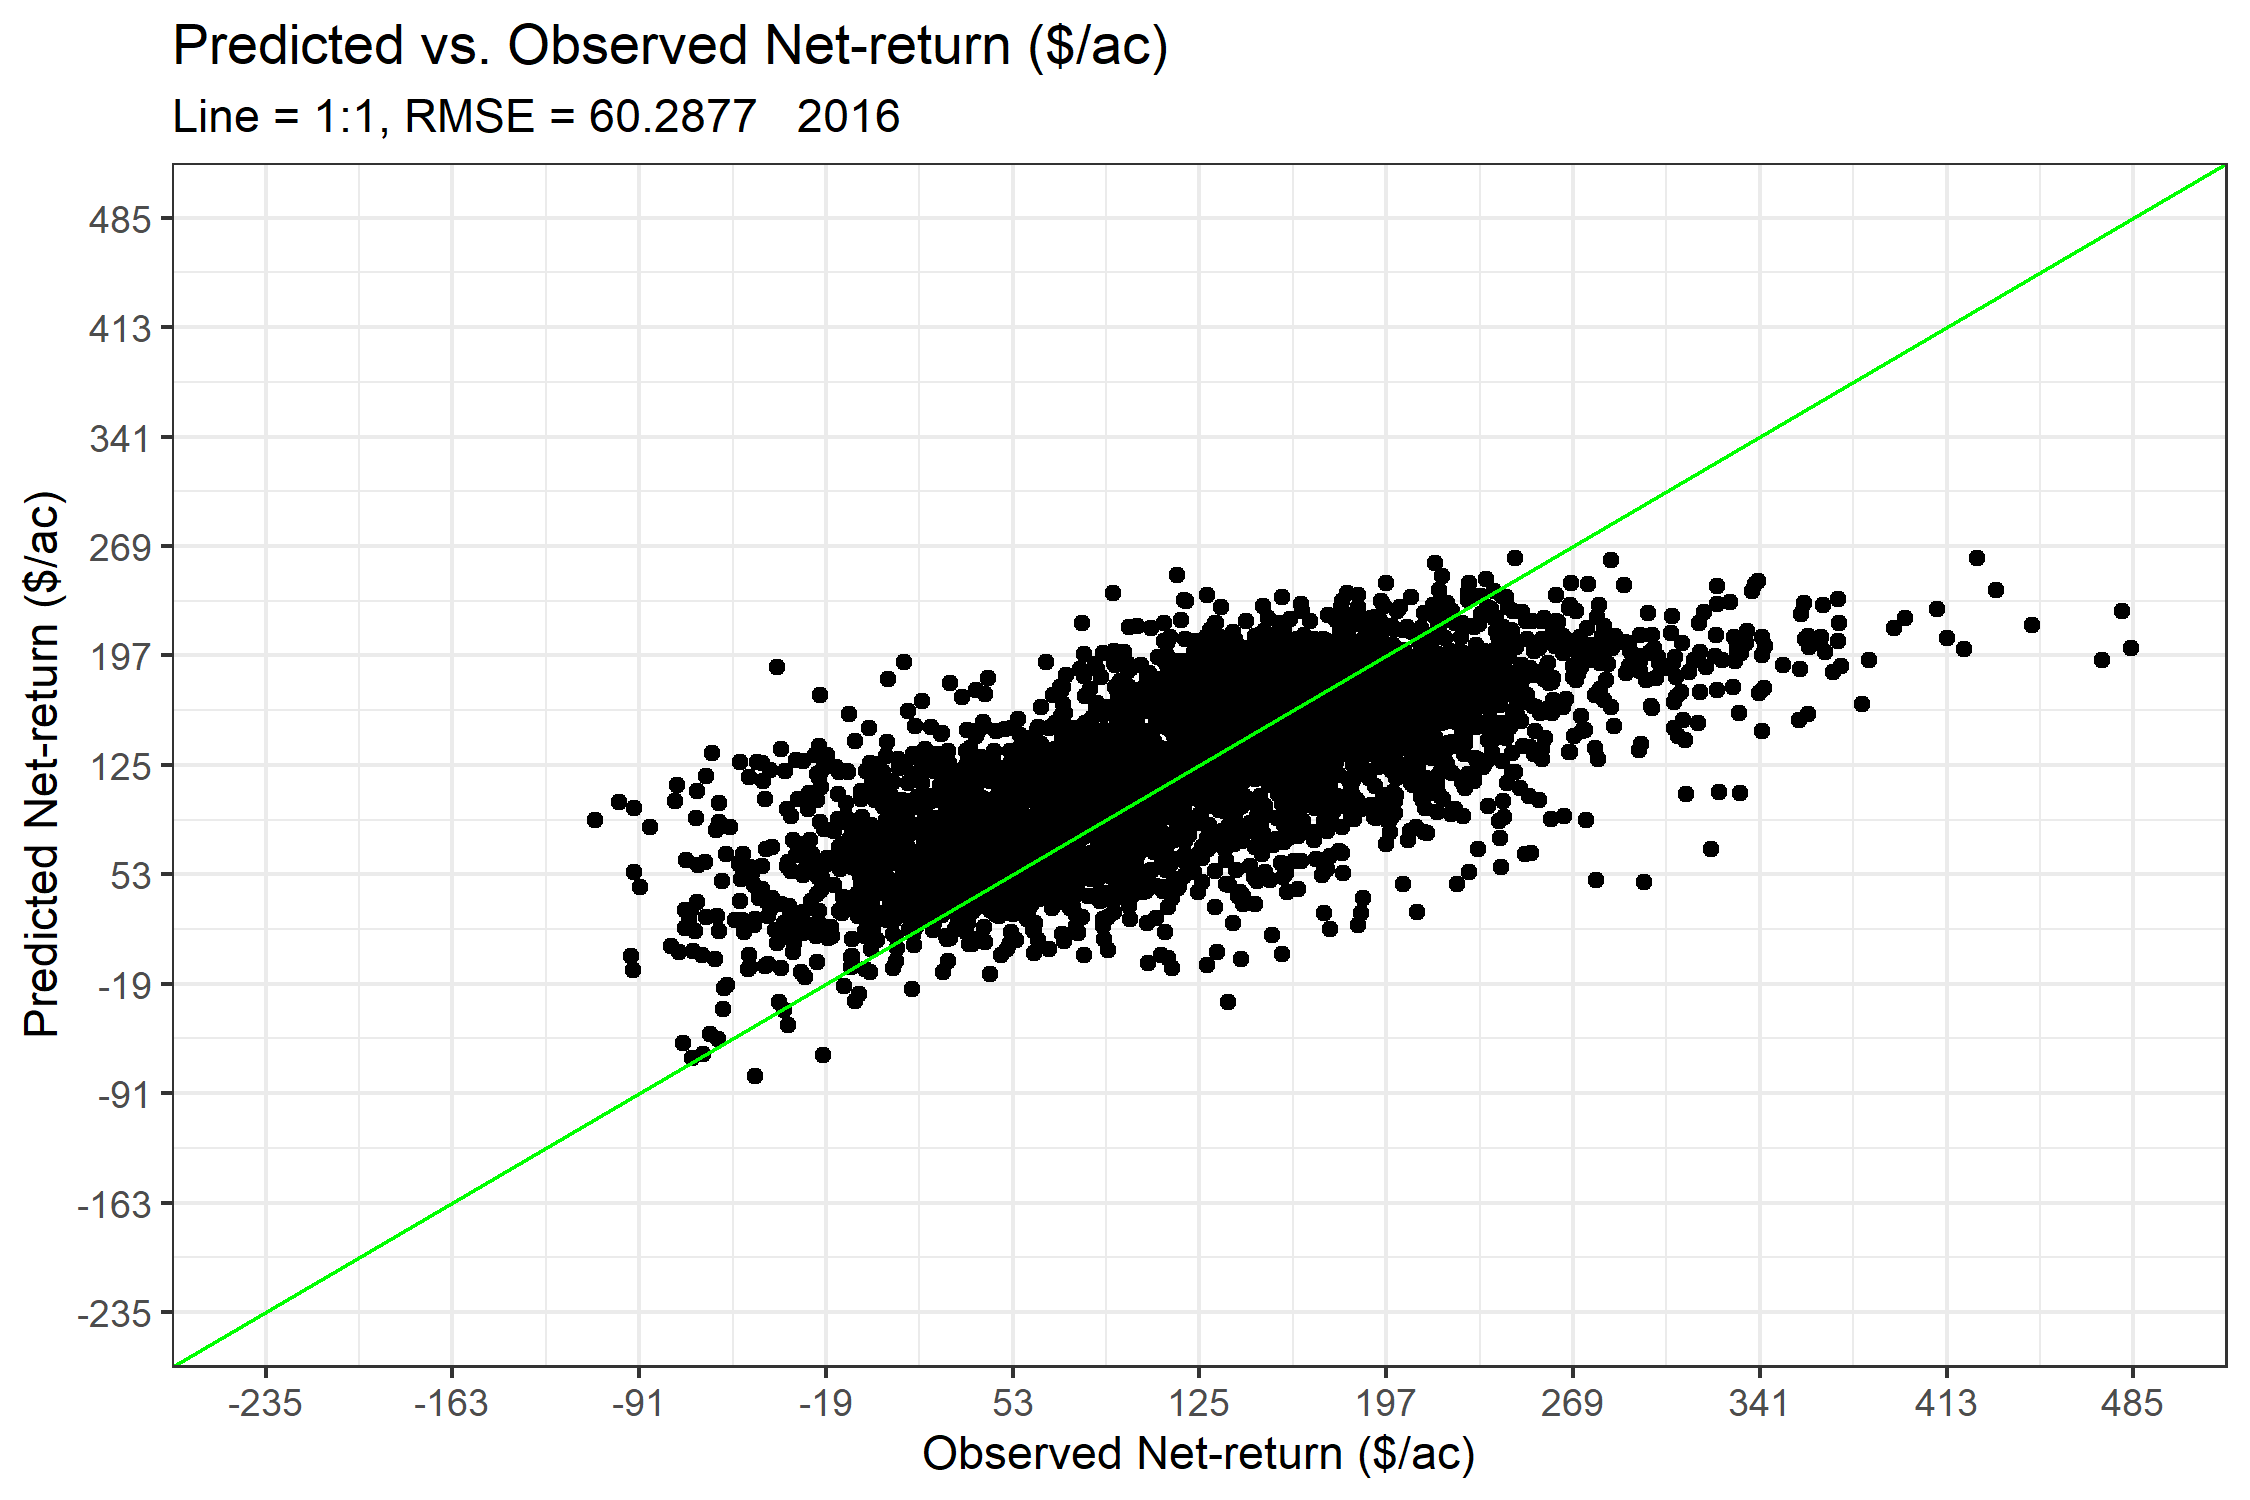 Predicted vs. Observed Net-return ($/ac)
Line = 1:1, RMSE = 60.2877   2016
Predicted Net-return ($/ac)
485
413
341
269
197
125
53
-19
-91
-163
-235
-235 -163 -91 -19 53 125 197 269 341 413 485
Observed Net-return ($/ac)